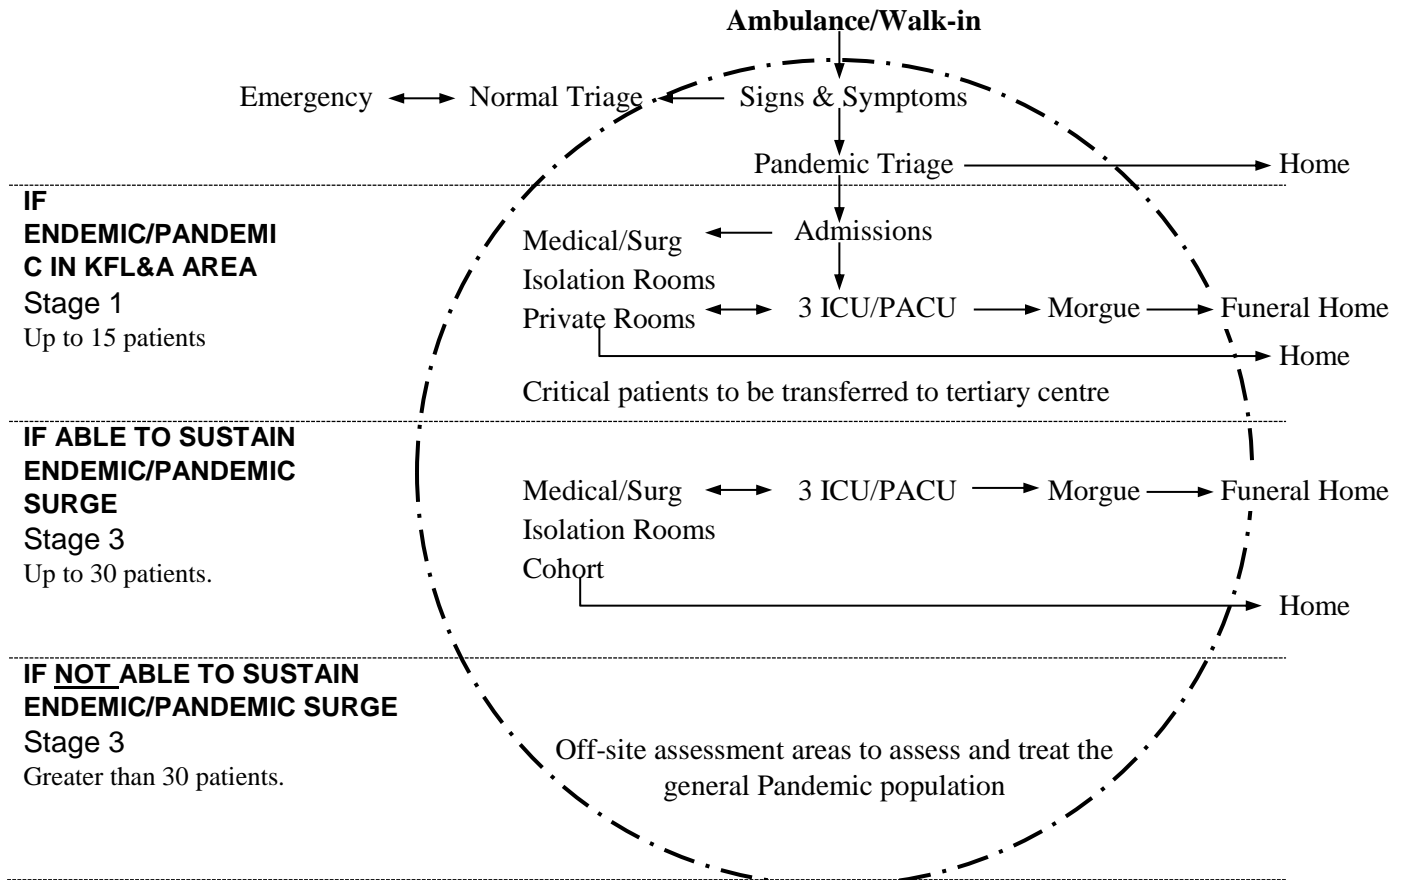 Ambulance/Walk-in
Emergency Normal Triage Signs & Symptoms
Pandemic Triage Home
IF
ENDEMIC/PANDEMI
C IN KFL&A AREA
Stage 1
Up to 15 patients
Admissions
Medical/Surg
Isolation Rooms
Private Rooms 3 ICU/PACU Morgue Funeral Home
Home
Critical patients to be transferred to tertiary centre
IF ABLE TO SUSTAIN
ENDEMIC/PANDEMIC
SURGE
Stage 3
Up to 30 patients.
Medical/Surg 3 ICU/PACU Morgue Funeral Home
Isolation Rooms
Cohort
Home
IF NOT ABLE TO SUSTAIN
ENDEMIC/PANDEMIC SURGE
Stage 3
Greater than 30 patients.
Off-site assessment areas to assess and treat the
general Pandemic population